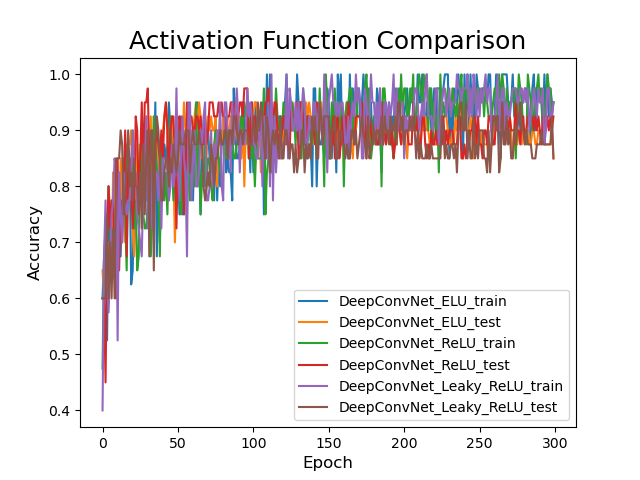 Activation Function Comparison
1.0
0.9
0.8
0.7
0.6
0.5
0.4
Accuracy
DeepConvNet_ELU_train
DeepConvNet_ELU_test
DeepConvNet_ReLU_train
DeepConvNet_ReLU_test
DeepConvNet_Leaky_ReLU_train
DeepConvNet_Leaky_ReLU_test
0 50 100 150 200 250 300
Epoch